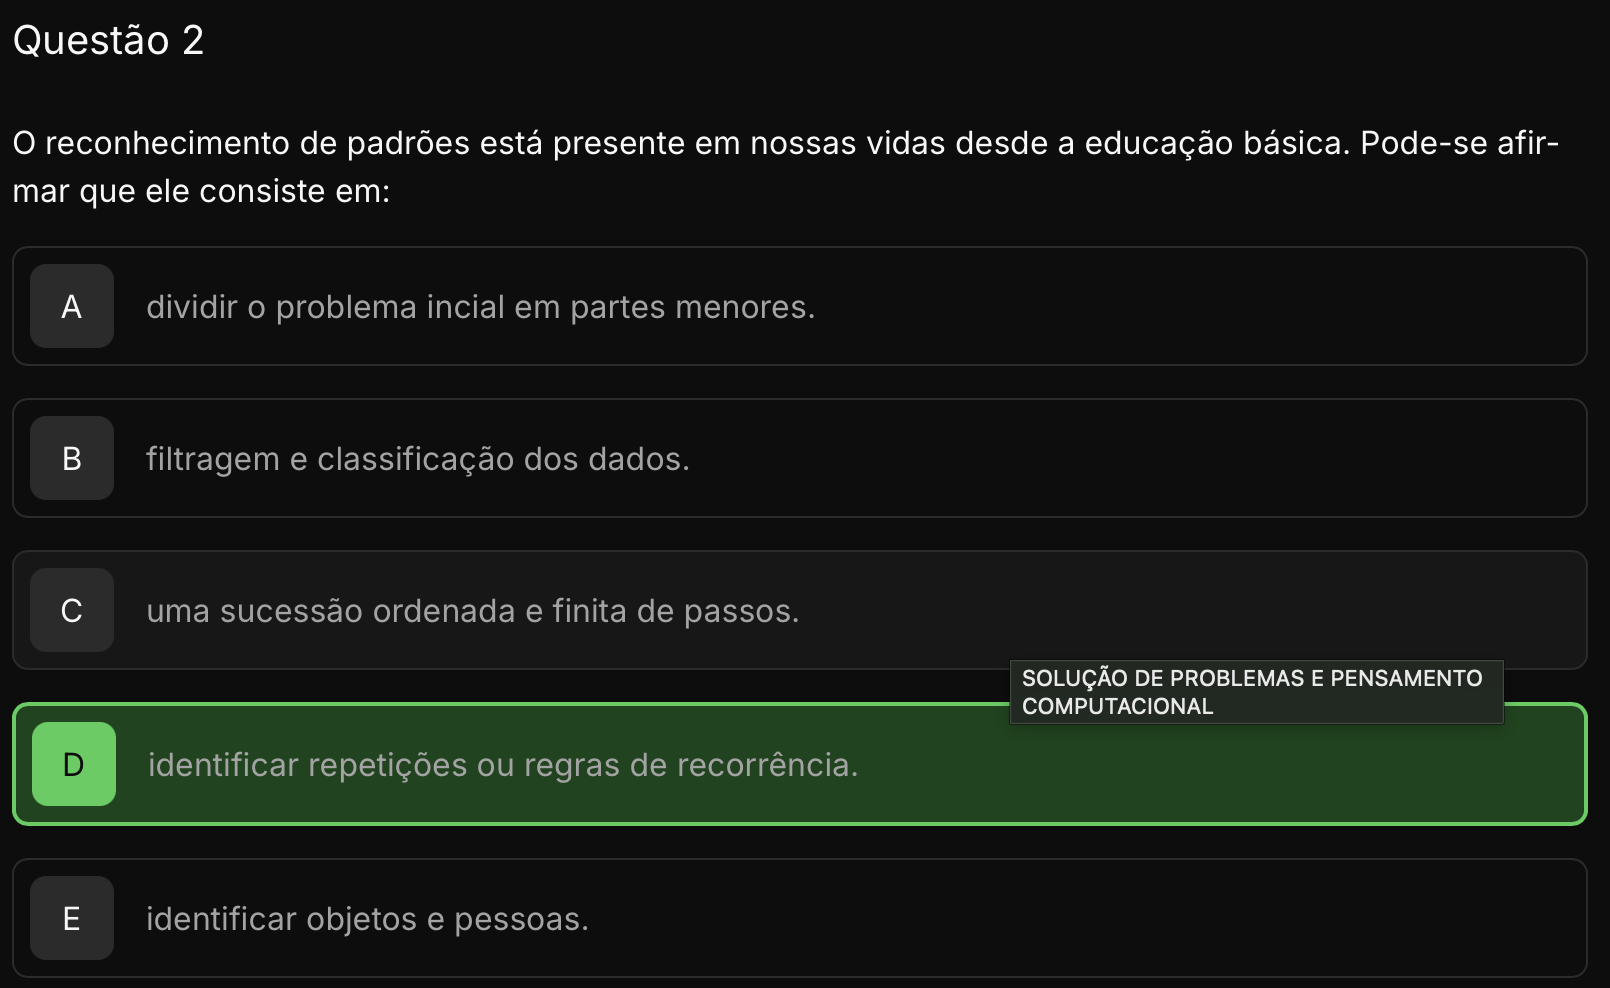 Questão 2
O reconhecimento de padrões está presente em nossas vidas desde a educação básica. Pode-se afir-
mar que ele consiste em:
A dividir o problema incial em partes menores.
B filtragem e classificação dos dados.
C uma sucessão ordenada e finita de passos.
SOLUÇÃO DE PROBLEMAS E PENSAMENTO
COMPUTACIONAL
D identificar repetições ou regras de recorrência.
E identificar objetos e pessoas.